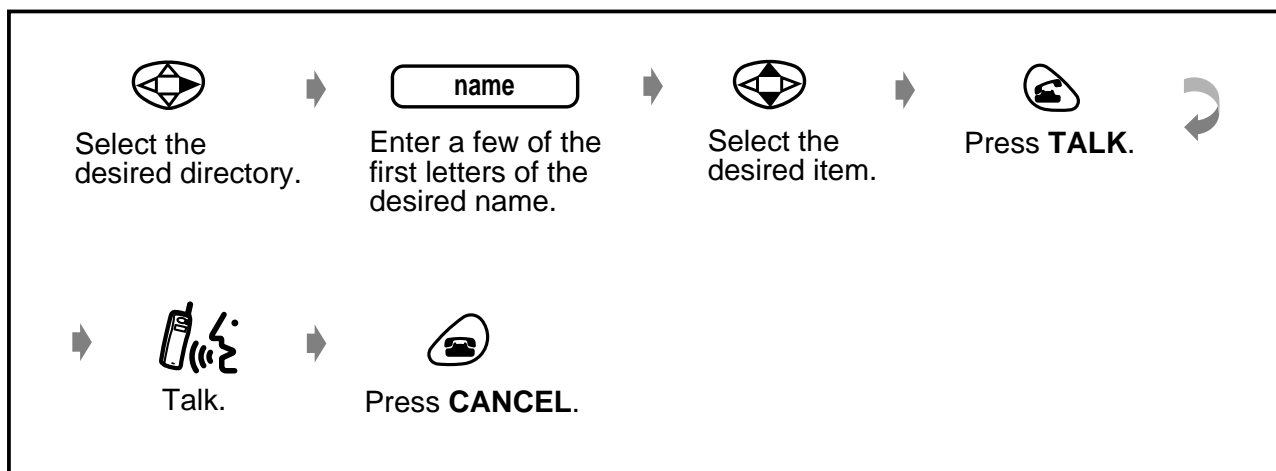 name
Select the
desired directory.
Enter a few of the
first letters of the
desired name.
Select the
desired item.
Press TALK.
Talk.
Press CANCEL.